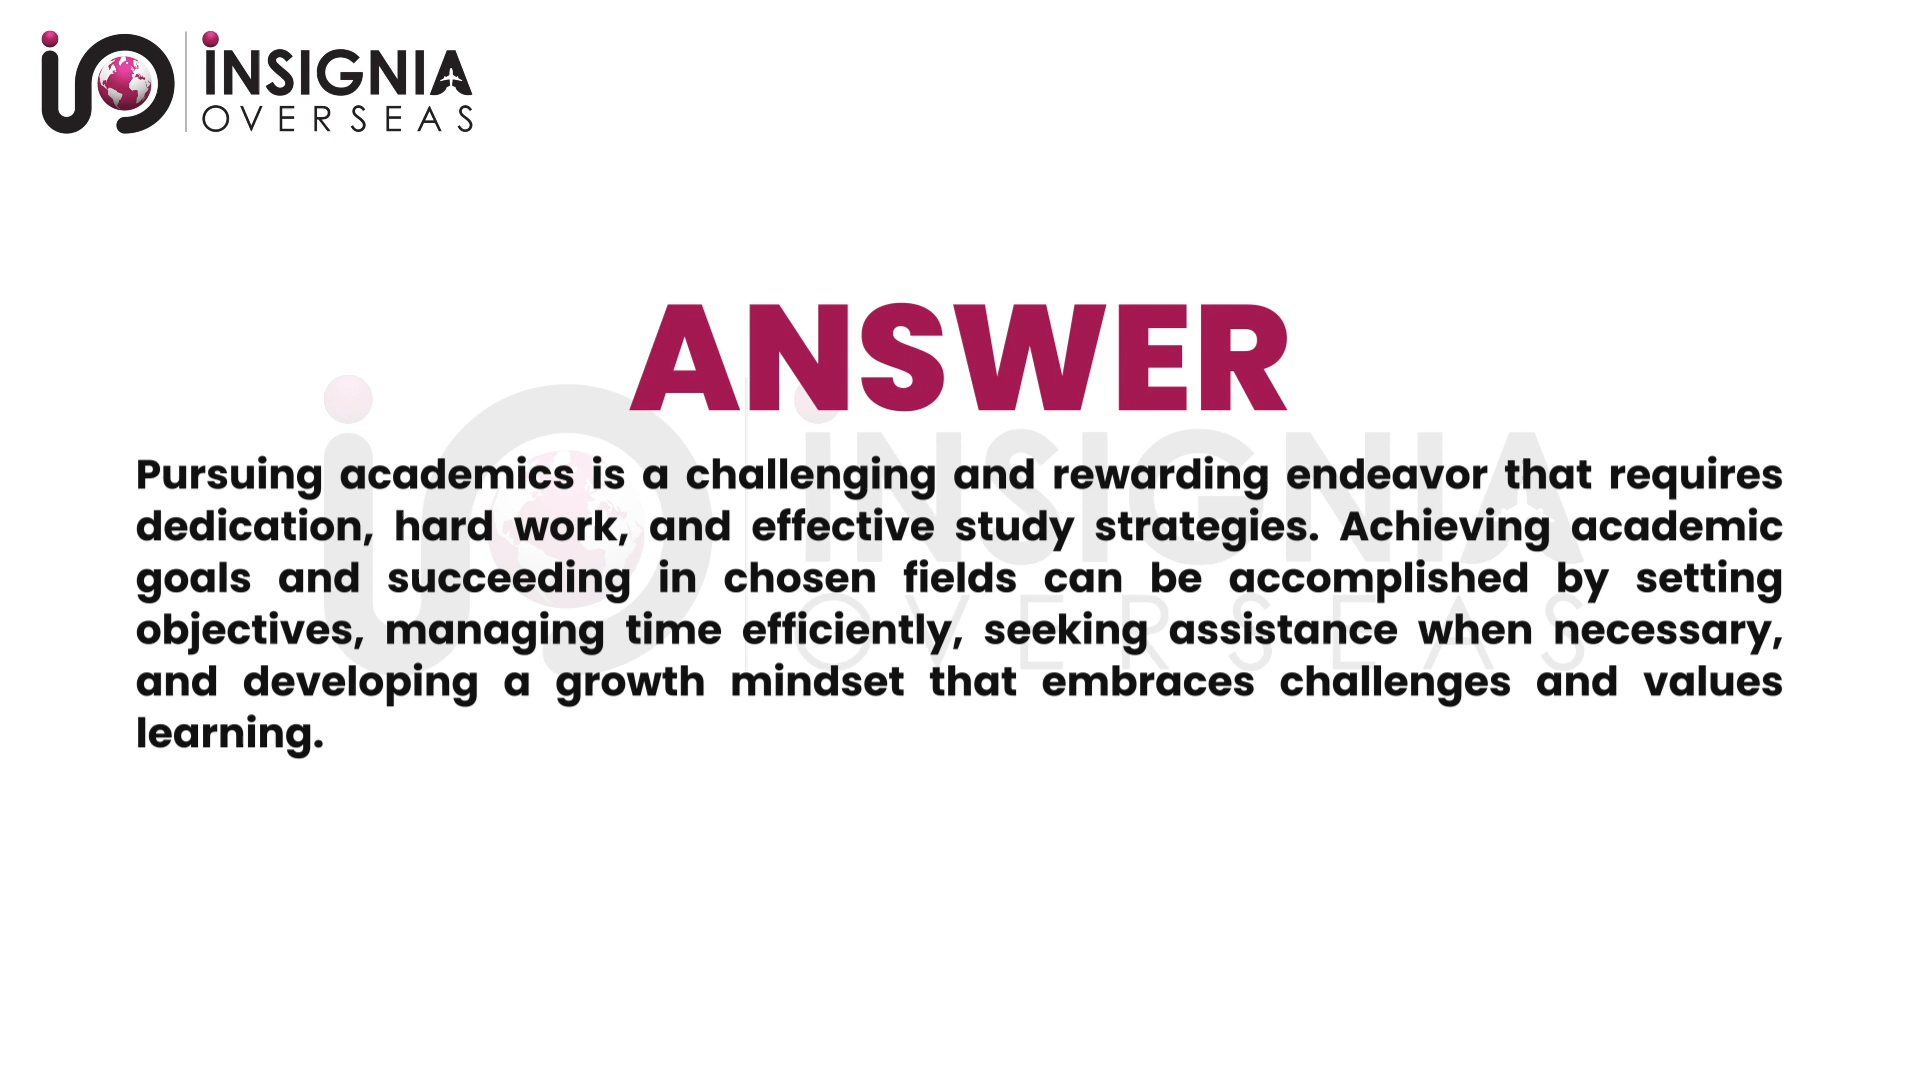 iNSIGNIA
OVERSEAS
ANSWER
Pursuing academics is a challenging and rewarding endeavor that requires
dedication, hard work, and effective study strategies. Achieving academic
goals and succeeding in chosen fields can be accomplished by setting
objectives, managing time efficiently, seeking assistance when necessary,
and developing a growth mindset that embraces challenges and values
learning.
iNSIGNIA
OVERSEAS